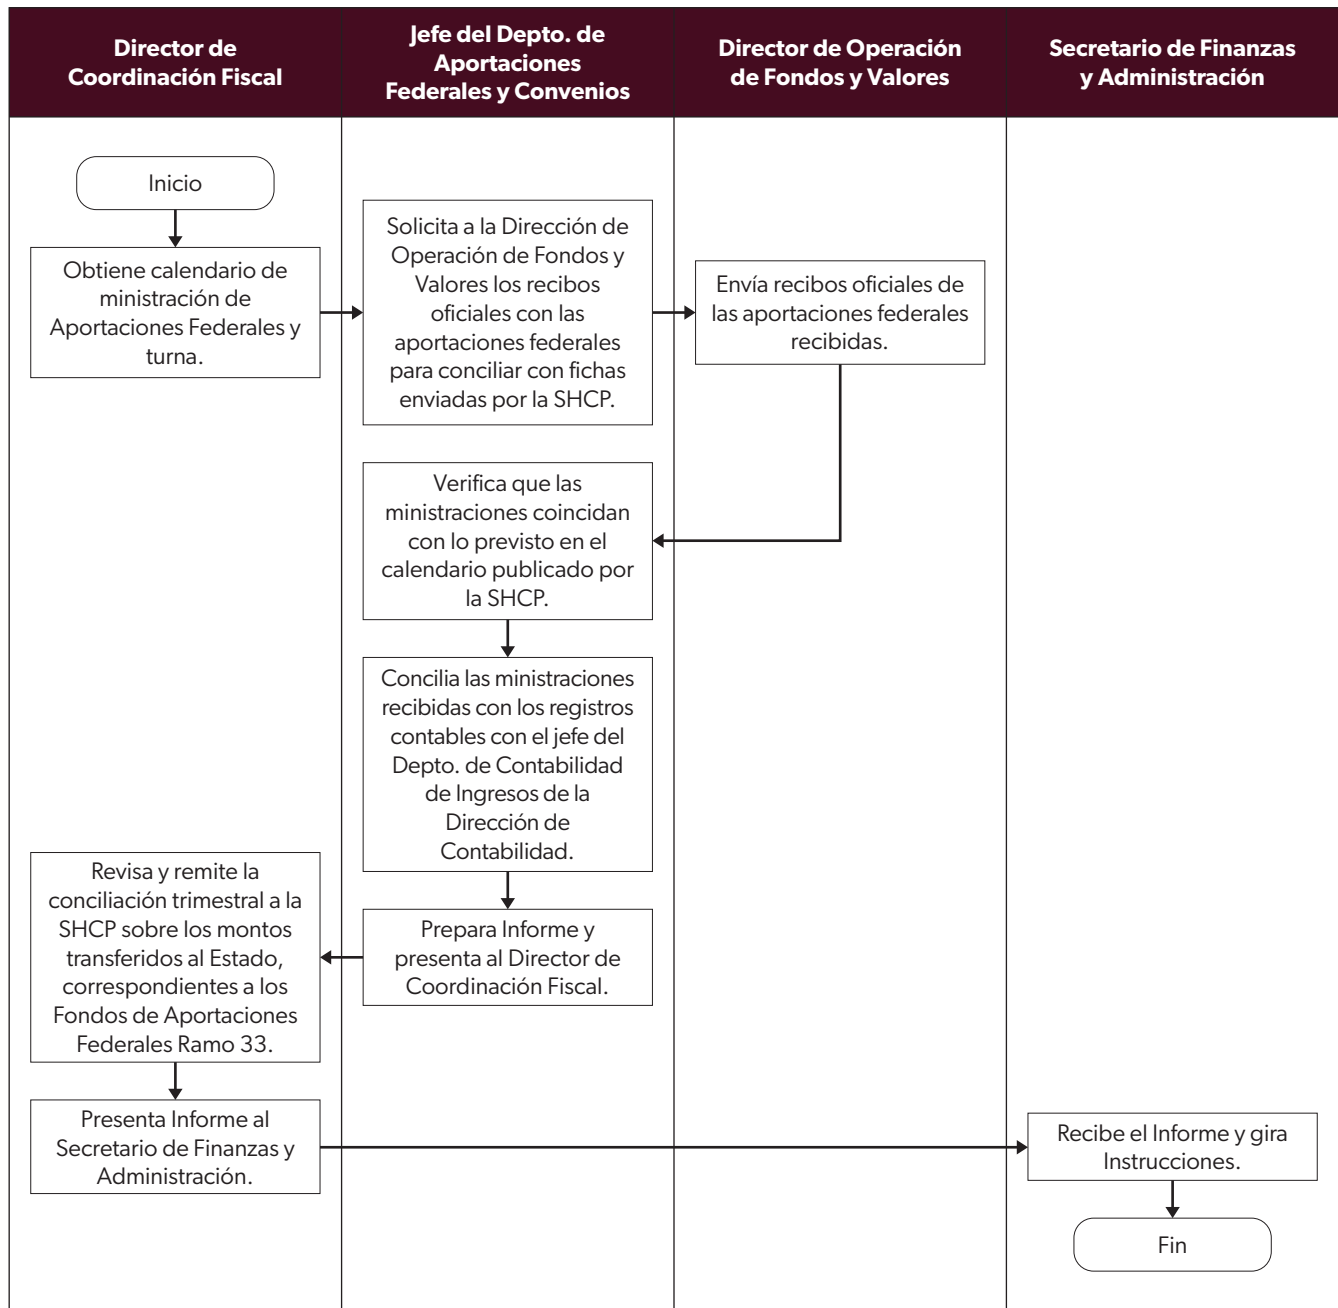 Director de
Coordinación Fiscal
Jefe del Depto. de
Aportaciones
Federales y Convenios
Director de Operación
de Fondos y Valores
Secretario de Finanzas
y Administración
Inicio
Obtiene calendario de
ministración de
Aportaciones Federales y
turna.
Solicita a la Dirección de
Operación de Fondos y
Valores los recibos
oficiales con las
aportaciones federales
para conciliar con fichas
enviadas por la SHCP.
Envía recibos oficiales de
las aportaciones federales
recibidas.
Verifica que las
ministraciones coincidan
con lo previsto en el
calendario publicado por
la SHCP.
Concilia las ministraciones
recibidas con los registros
contables con el jefe del
Depto. de Contabilidad
de Ingresos de la
Dirección de
Contabilidad.
Prepara Informe y
presenta al Director de
Coordinación Fiscal.
Revisa y remite la
conciliación trimestral a la
SHCP sobre los montos
transferidos al Estado,
correspondientes a los
Fondos de Aportaciones
Federales Ramo 33.
Presenta Informe al
Secretario de Finanzas y
Administración.
Recibe el Informe y gira
Instrucciones.
Fin